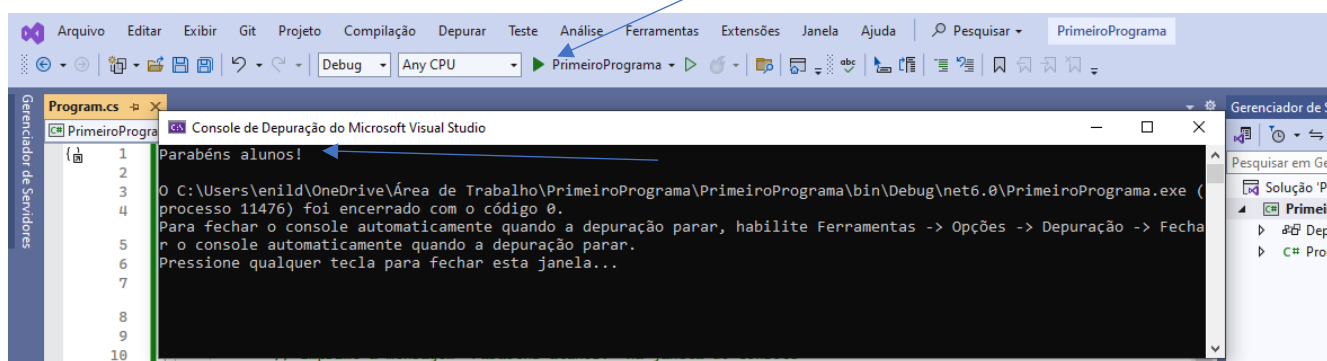 Arquivo Editar Exibir Git Projeto Compilação Depurar Teste Análise Ferramentas Extensões Janela Ajuda Pesquisar PrimeiroPrograma
Debug Any CPU PrimeiroPrograma
Gerenciador de Servidores
Program.cs
Gerenciador de S
PrimeiroProgra
Console de Depuração do Microsoft Visual Studio
Pesquisar em Ge
Solução 'P
Primei
Dep
C# Pro
1
2
3
4
5
6
7
8
9
10
Parabéns alunos!
O C:\Users\enild\OneDrive\Área de Trabalho\PrimeiroPrograma\PrimeiroPrograma\bin\Debug\net6.0\PrimeiroPrograma.exe (
processo 11476) foi encerrado com o código 0.
Para fechar o console automaticamente quando a depuração parar, habilite Ferramentas -> Opções -> Depuração -> Fecha
r o console automaticamente quando a depuração parar.
Pressione qualquer tecla para fechar esta janela...